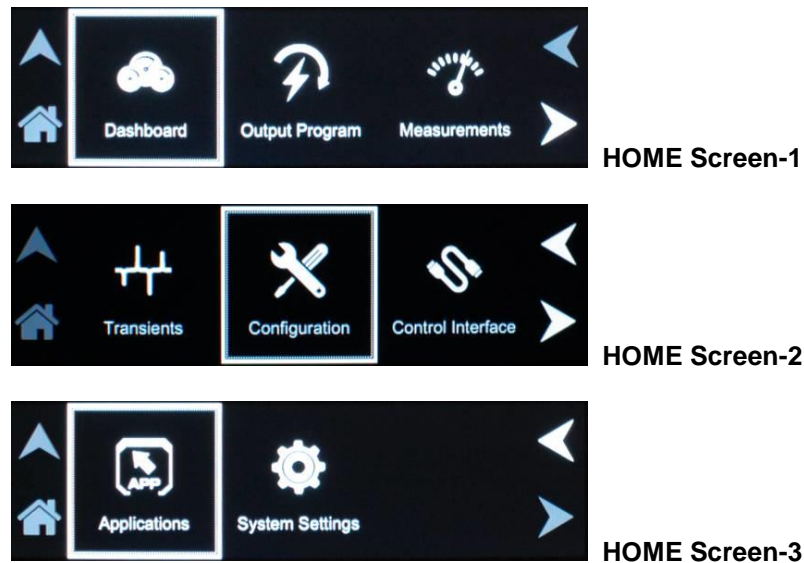 Dashboard
Output Program
Measurements
HOME Screen-1
Transients
Configuration
Control Interface
HOME Screen-2
APP
Applications
System Settings
HOME Screen-3